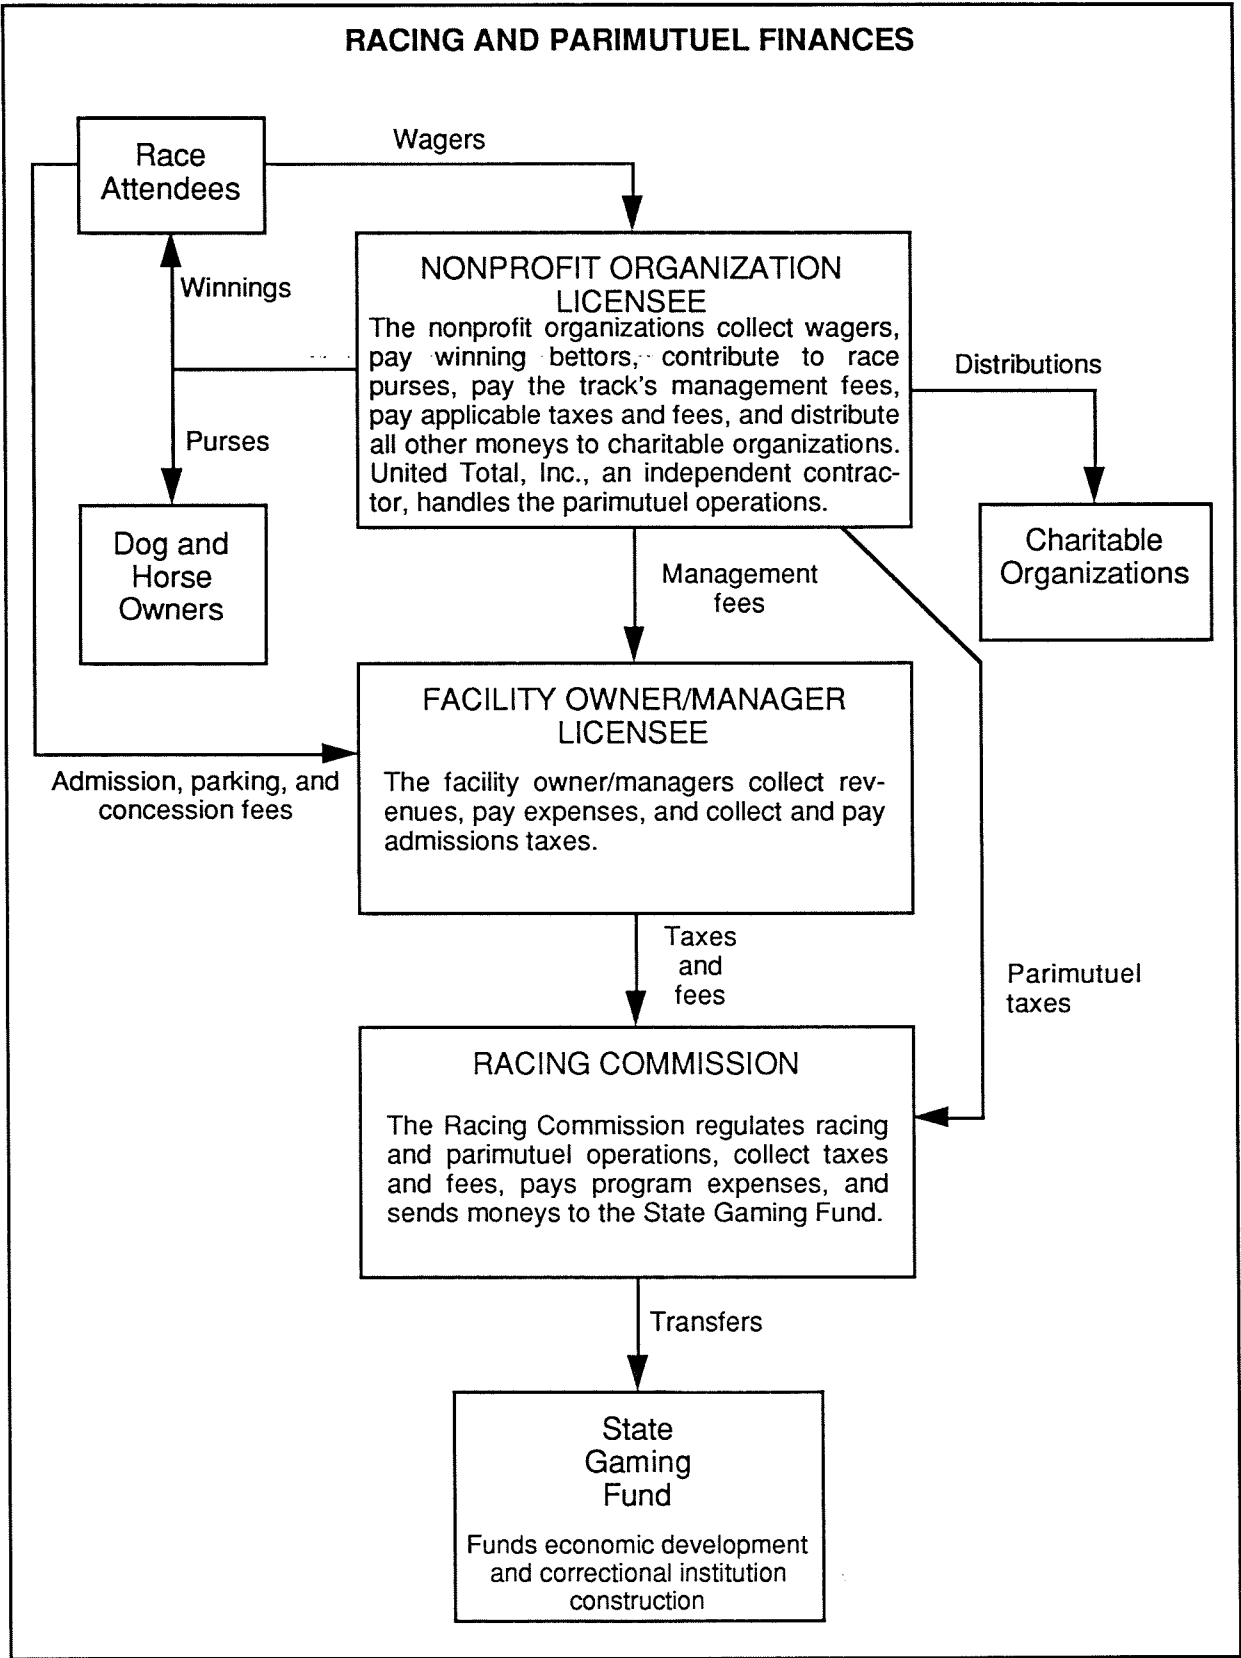 RACING AND PARIMUTUEL FINANCES
Race
Attendees
Wagers
Winnings
NONPROFIT ORGANIZATION
LICENSEE
The nonprofit organizations collect wagers,
pay winning bettors, contribute to race
purses, pay the track's management fees,
pay applicable taxes and fees, and distribute
all other moneys to charitable organizations.
United Total, Inc., an independent contrac-
tor, handles the parimutuel operations.
Distributions
Purses
Dog and
Horse
Owners
Charitable
Organizations
Management
fees
FACILITY OWNER/MANAGER
LICENSEE
The facility owner/managers collect rev-
enues, pay expenses, and collect and pay
admissions taxes.
Admission, parking, and
concession fees
Taxes
and
fees
Parimutuel
taxes
RACING COMMISSION
The Racing Commission regulates racing
and parimutuel operations, collect taxes
and fees, pays program expenses, and
sends moneys to the State Gaming Fund.
Transfers
State
Gaming
Fund
Funds economic development
and correctional institution
construction